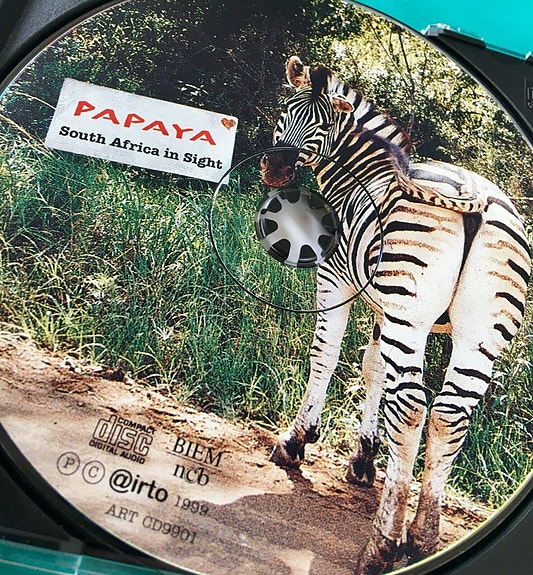 PAPAYA
South Africa in Sight
COMPACT
disc
DIGITAL AUDIO
BIEM
ncb
Ⓟ Ⓒ @irto 1999
ART CD9901